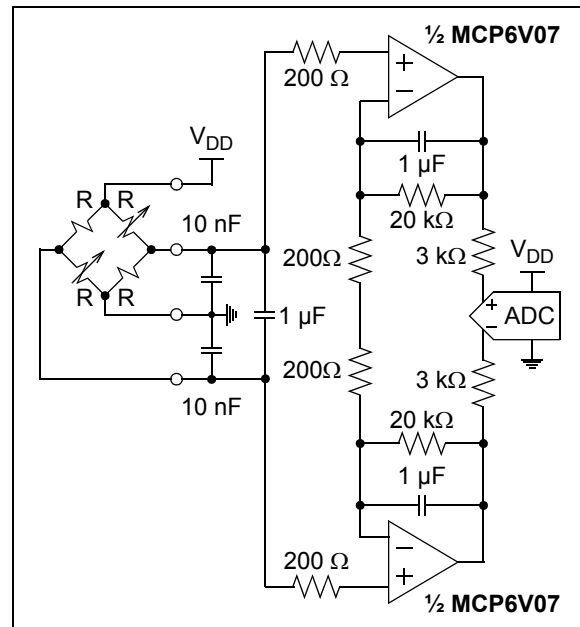 ½ MCP6V07
200 Ω
+
−
V_DD
1 µF
R R
10 nF
20 kΩ
200Ω
3 kΩ
V_DD
1 µF
+
−
ADC
R R
200Ω
3 kΩ
10 nF
20 kΩ
1 µF
200 Ω
−
+
½ MCP6V07